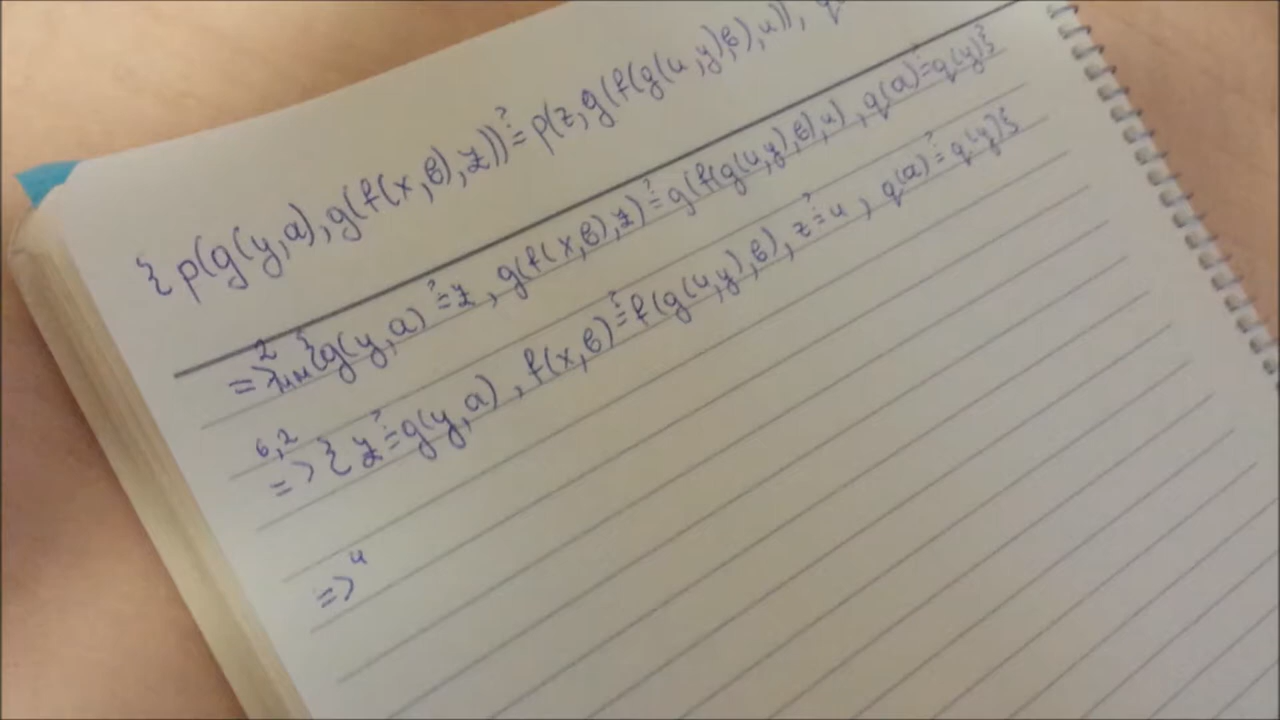 { p(g(y,a),g(f(x,b),z)) ≐? p(z,g(f(g(u,y),b),u)),
2
=> {g(y,a) ≐? z, g(f(x,b),z) ≐? g(f(g(u,y),b),u), q(a) ≐? q(y)}
6,2
=> { z ≐? g(y,a), f(x,b) ≐? f(g(u,y),b), z ≐? u, q(a) ≐? q(y)}
=> 4